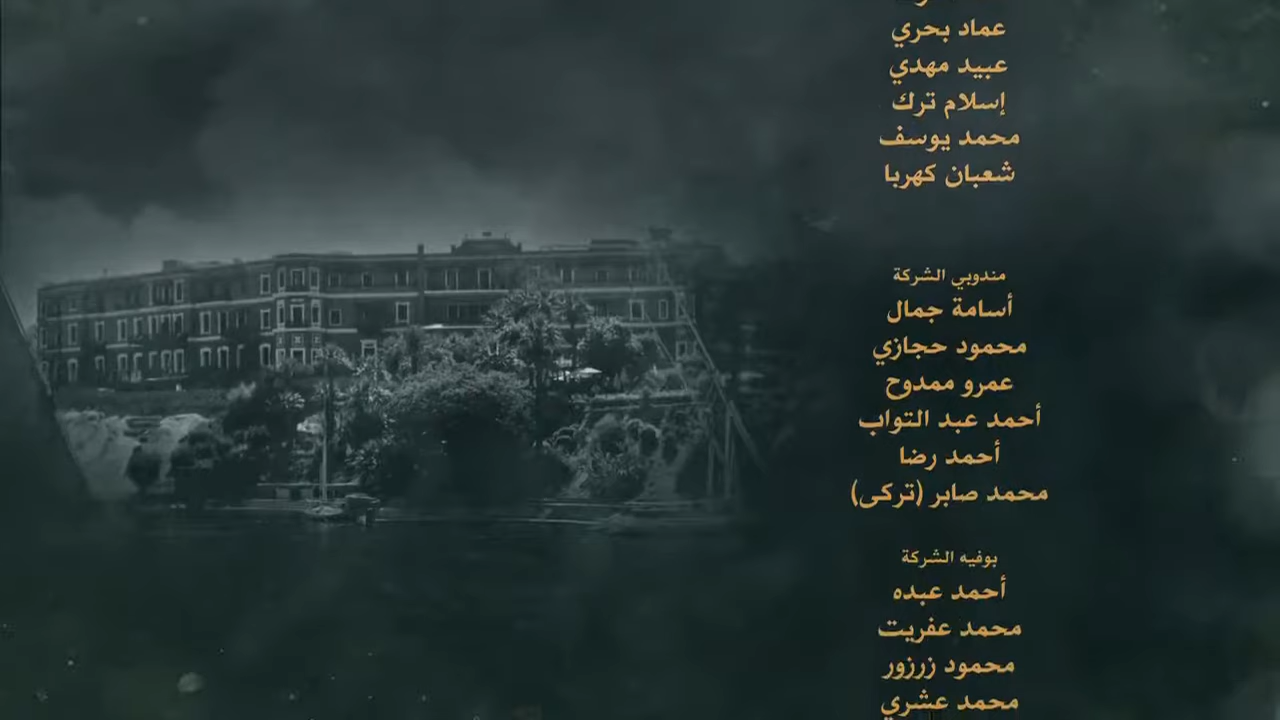 عماد بحري
عبيد مهدي
إسلام ترك
محمد يوسف
شعبان كهربا
مندوبي الشركة
أسامة جمال
محمود حجازي
عمرو ممدوح
أحمد عبد التواب
أحمد رضا
محمد صابر (تركى)
بوفيه الشركة
أحمد عبده
محمد عفريت
محمود زرزور
محمد عشري